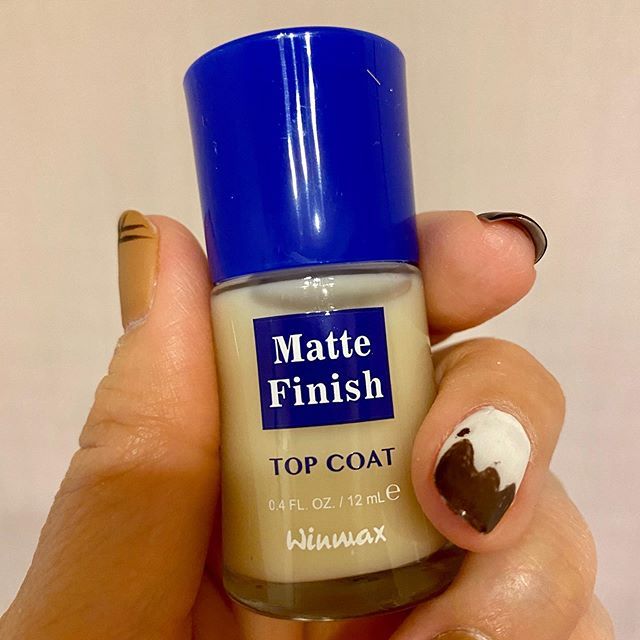 Matte
Finish
TOP COAT
0.4 FL. OZ. / 12 mL℮
Winmax